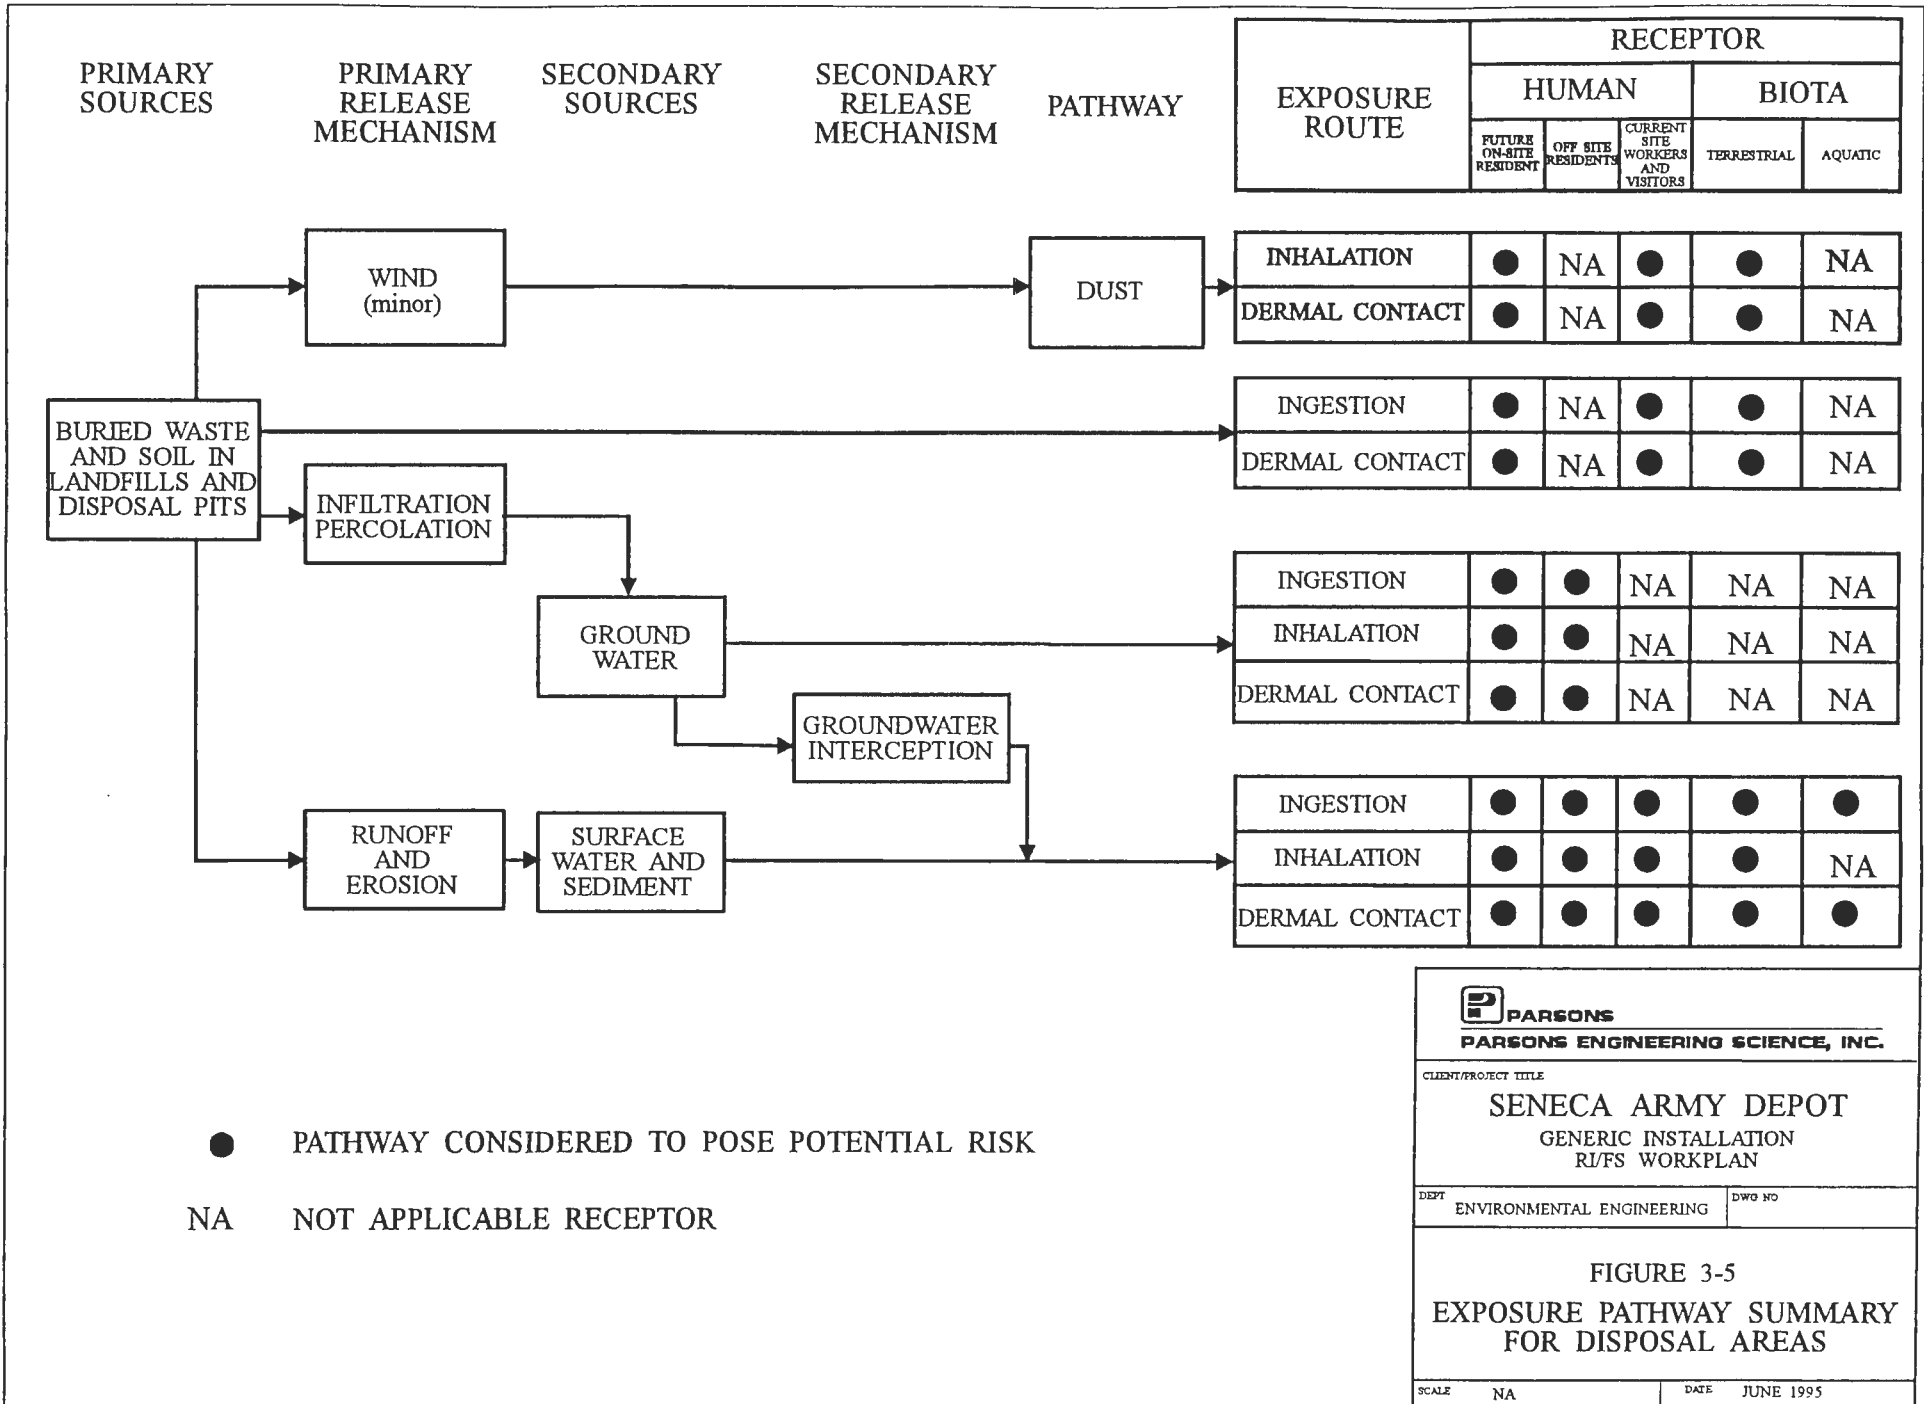 PRIMARY
SOURCES
PRIMARY
RELEASE
MECHANISM
SECONDARY
SOURCES
SECONDARY
RELEASE
MECHANISM
PATHWAY
EXPOSURE
ROUTE
RECEPTOR
HUMAN
BIOTA
FUTURE
ON-SITE
RESIDENT
OFF SITE
RESIDENTS
CURRENT
SITE
WORKERS
AND
VISITORS
TERRESTRIAL
AQUATIC
WIND
(minor)
DUST
INHALATION ● NA ● ● NA
DERMAL CONTACT ● NA ● ● NA
BURIED WASTE
AND SOIL IN
LANDFILLS AND
DISPOSAL PITS
INGESTION ● NA ● ● NA
DERMAL CONTACT ● NA ● ● NA
INFILTRATION
PERCOLATION
GROUND
WATER
INGESTION ● ● NA NA NA
INHALATION ● ● NA NA NA
DERMAL CONTACT ● ● NA NA NA
GROUNDWATER
INTERCEPTION
RUNOFF
AND
EROSION
SURFACE
WATER AND
SEDIMENT
INGESTION ● ● ● ● ●
INHALATION ● ● ● ● NA
DERMAL CONTACT ● ● ● ● ●
● PATHWAY CONSIDERED TO POSE POTENTIAL RISK
NA NOT APPLICABLE RECEPTOR
PARSONS
PARSONS ENGINEERING SCIENCE, INC.
CLIENT/PROJECT TITLE
SENECA ARMY DEPOT
GENERIC INSTALLATION
RI/FS WORKPLAN
DEPT ENVIRONMENTAL ENGINEERING
DWG NO
FIGURE 3-5
EXPOSURE PATHWAY SUMMARY
FOR DISPOSAL AREAS
SCALE NA
DATE JUNE 1995